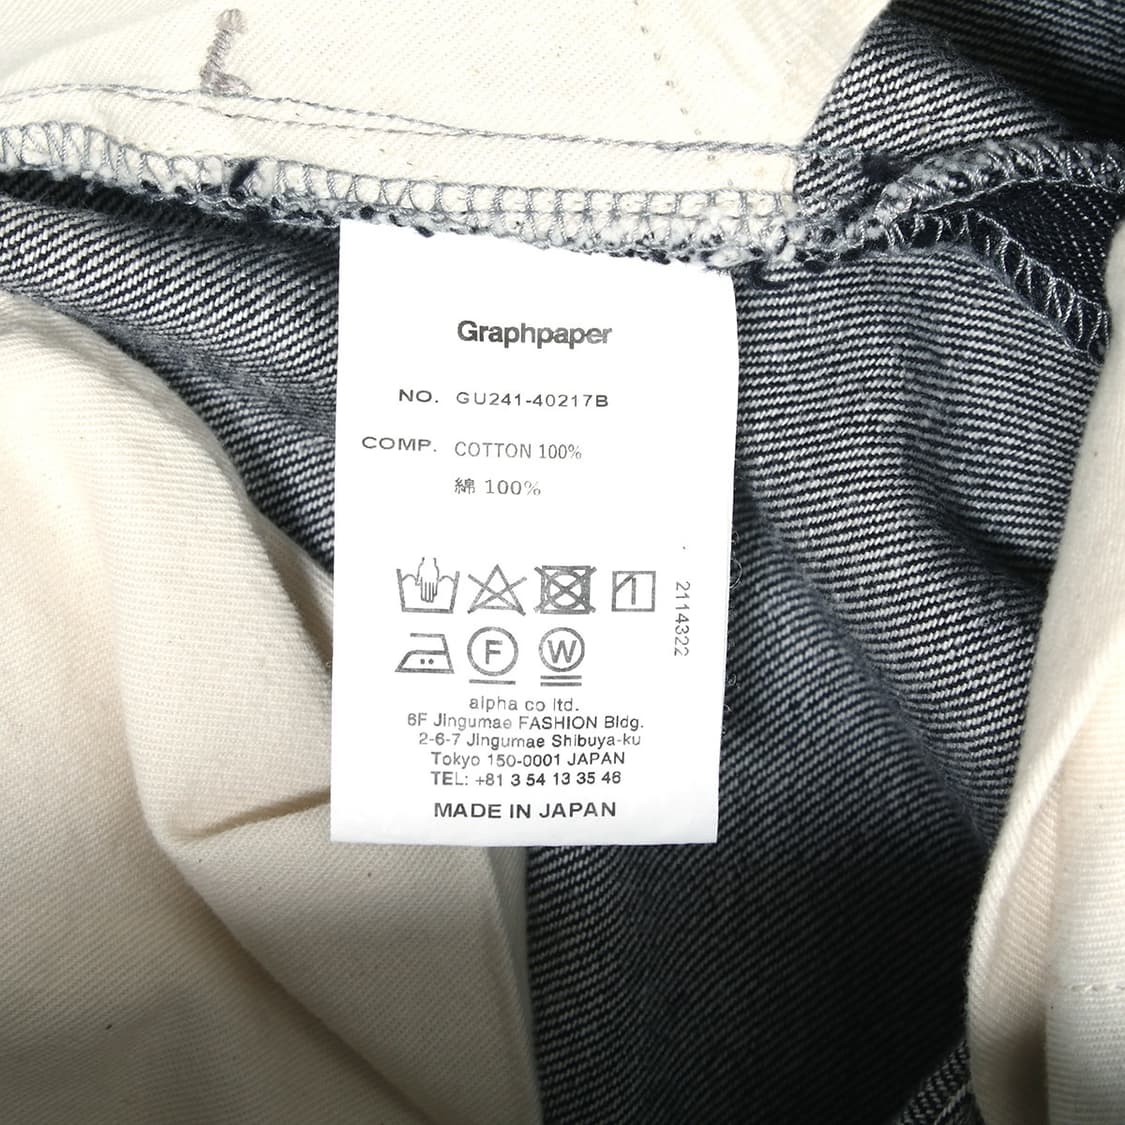 6
Graphpaper
NO. GU241-40217B
COMP. COTTON 100%
綿 100%
2114322
F W
alpha co ltd.
6F Jingumae FASHION Bldg.
2-6-7 Jingumae Shibuya-ku
Tokyo 150-0001 JAPAN
TEL: +81 3 54 13 35 46
MADE IN JAPAN